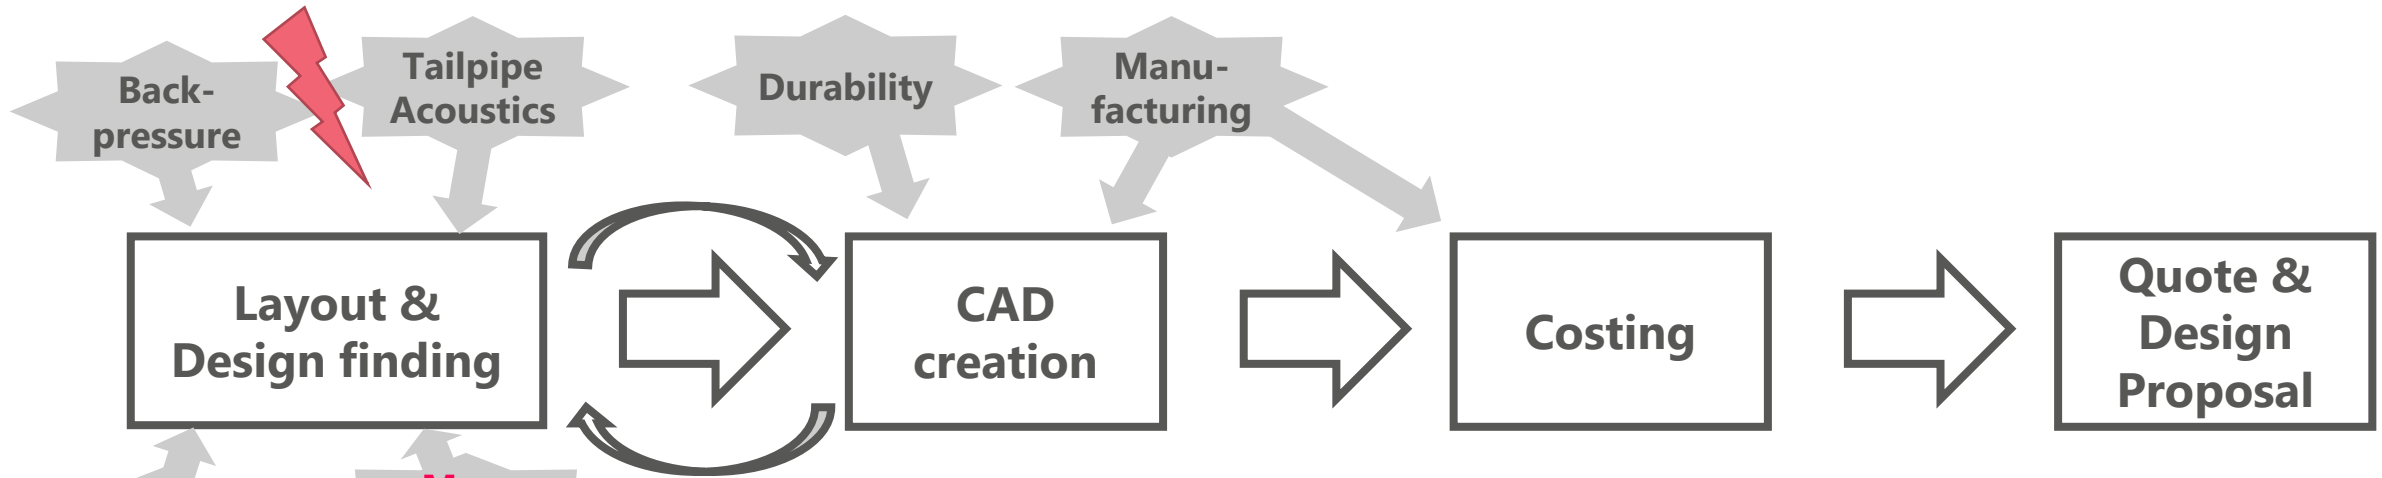 Back-
pressure
Tailpipe
Acoustics
Durability
Manu-
facturing
Layout &
Design finding
CAD
creation
Costing
Quote &
Design
Proposal